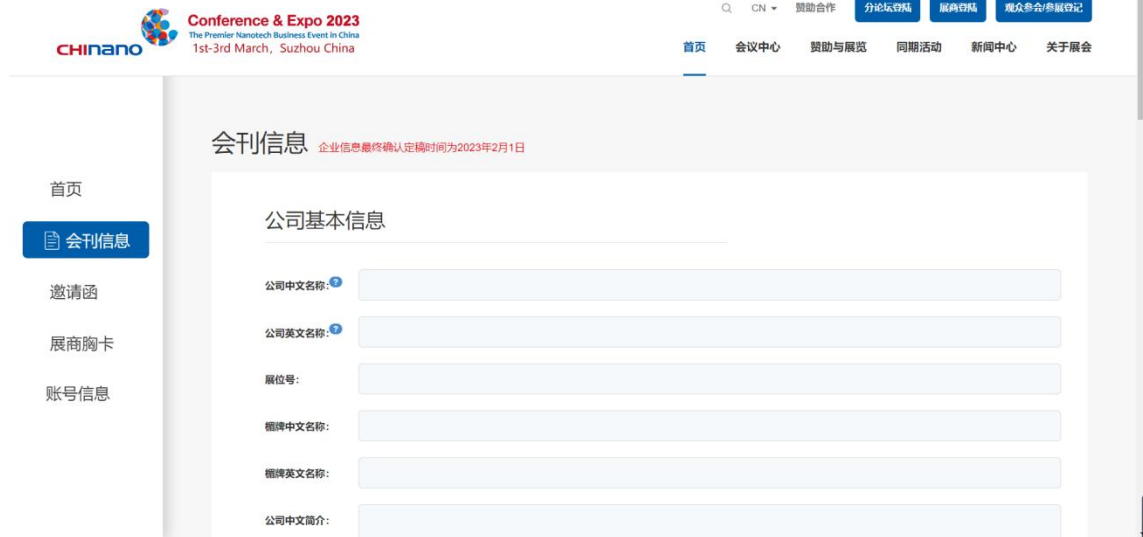 CN 赞助合作 分论坛登陆 展商登陆 观众参会/参展登记
CHInano
Conference & Expo 2023
The Premier Nanotech Business Event in China
1st-3rd March, Suzhou China
首页 会议中心 赞助与展览 同期活动 新闻中心 关于展会
首页
会刊信息
邀请函
展商胸卡
账号信息
会刊信息 企业信息最终确认定稿时间为2023年2月1日
公司基本信息
公司中文名称:?
公司英文名称:?
展位号:
楣牌中文名称:
楣牌英文名称:
公司中文简介: